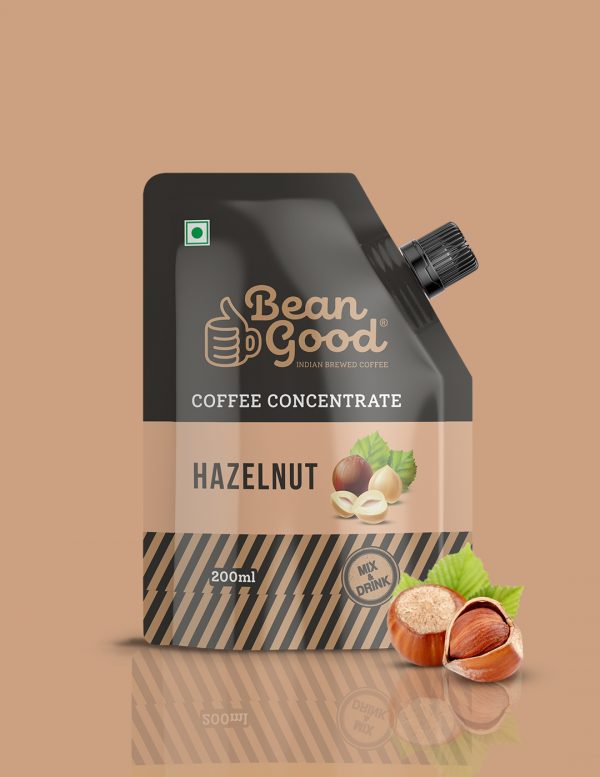 Bean
Good®
INDIAN BREWED COFFEE
COFFEE CONCENTRATE
HAZELNUT
200ml
MIX
&
DRINK